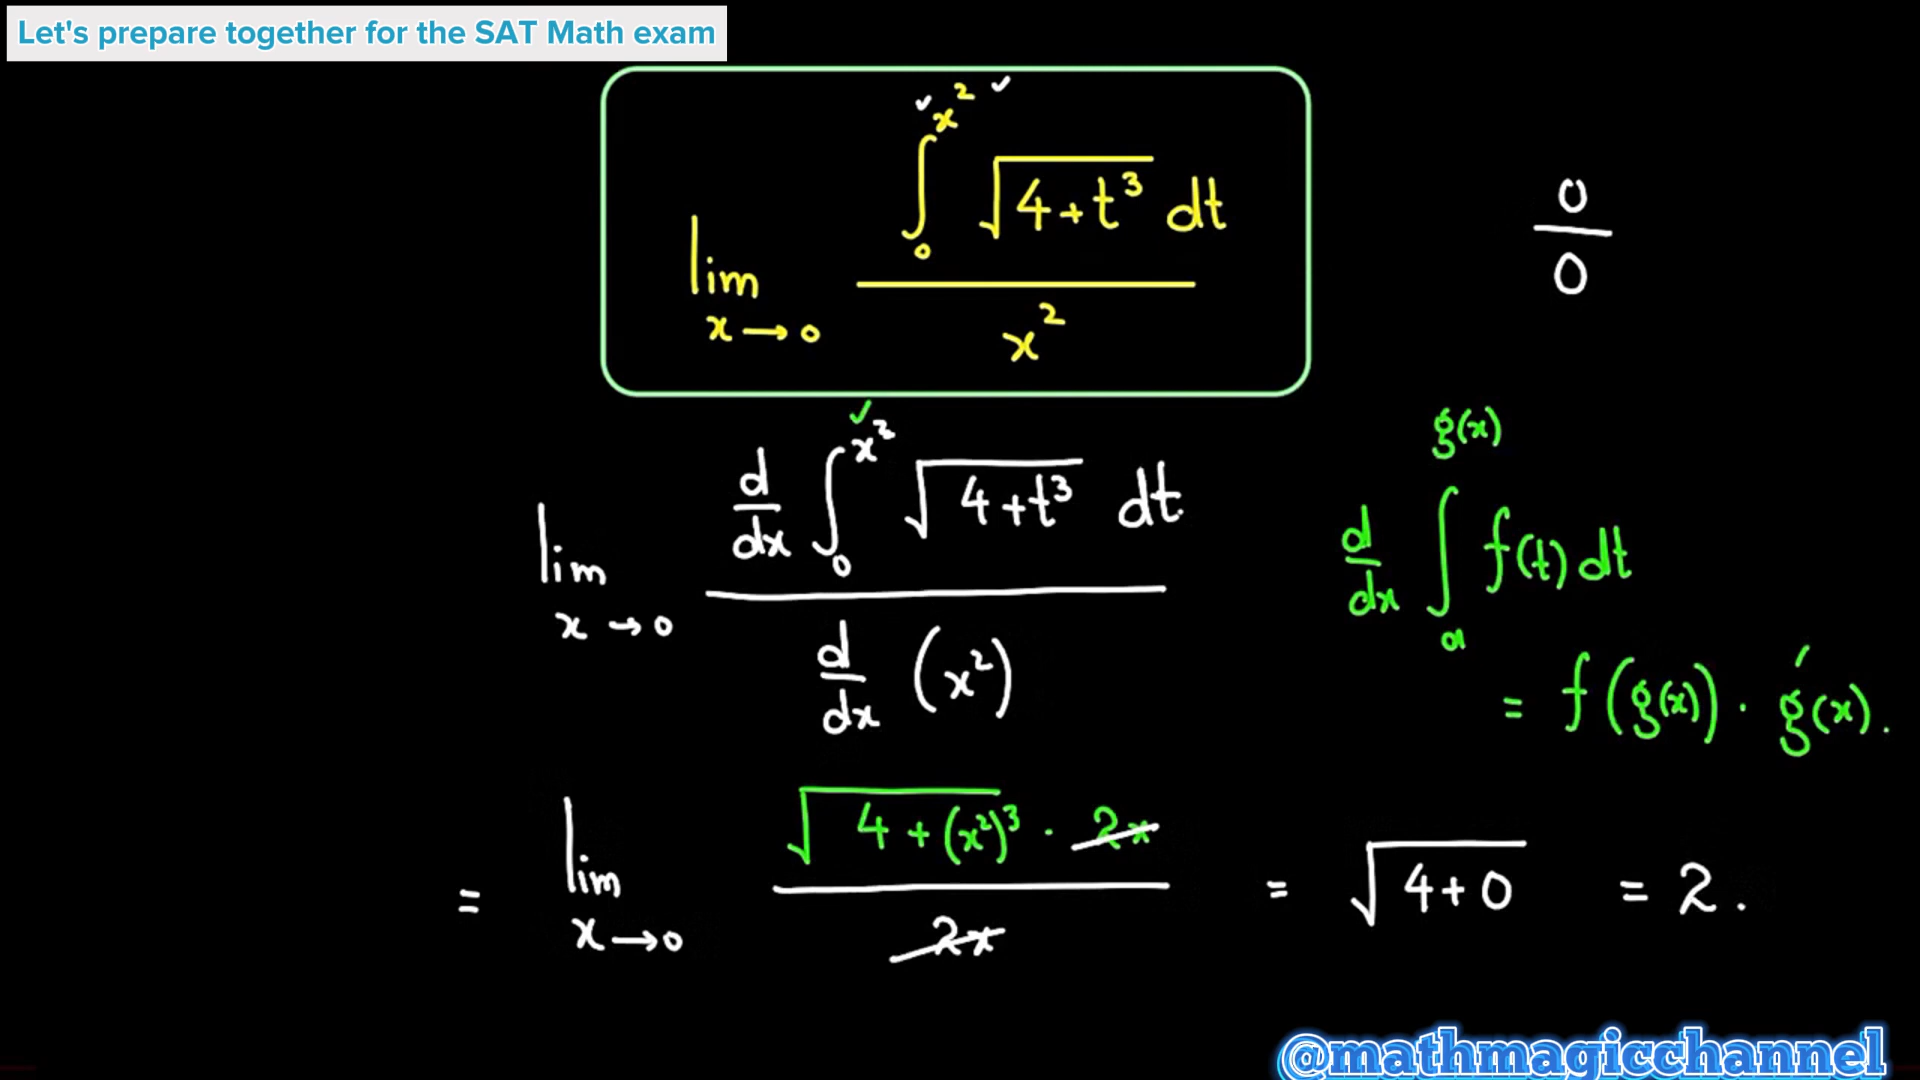 Let's prepare together for the SAT Math exam
lim x→0 ∫₀^x² √(4+t³) dt / x²
0/0
lim x→0 d/dx ∫₀^x² √(4+t³) dt / d/dx (x²)
d/dx ∫ₐ^g(x) f(t) dt
= f(g(x)) · g′(x).
= lim x→0 √(4+(x²)³) · 2x / 2x = √(4+0) = 2.
@mathmagicchannel